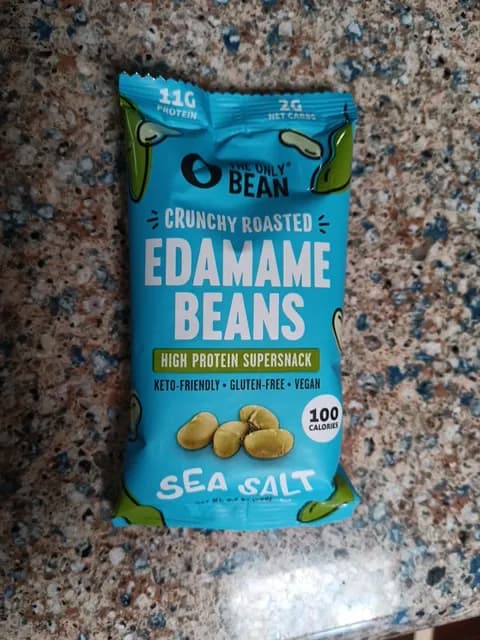 11G
PROTEIN
2G
NET CARBS
THE ONLY®
BEAN
CRUNCHY ROASTED
EDAMAME
BEANS
HIGH PROTEIN SUPERSNACK
KETO-FRIENDLY • GLUTEN-FREE • VEGAN
100
CALORIES
SEA SALT